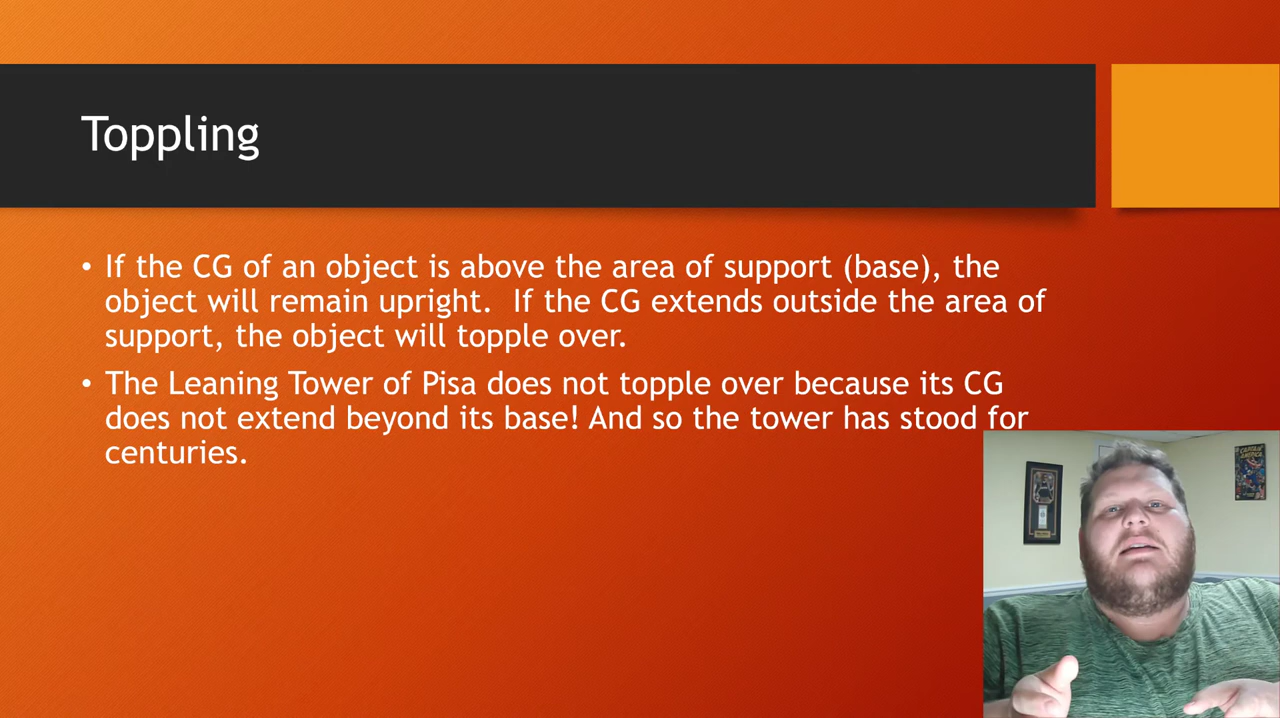 Toppling
• If the CG of an object is above the area of support (base), the
object will remain upright.  If the CG extends outside the area of
support, the object will topple over.
• The Leaning Tower of Pisa does not topple over because its CG
does not extend beyond its base! And so the tower has stood for
centuries.
CAPTAIN
AMERICA